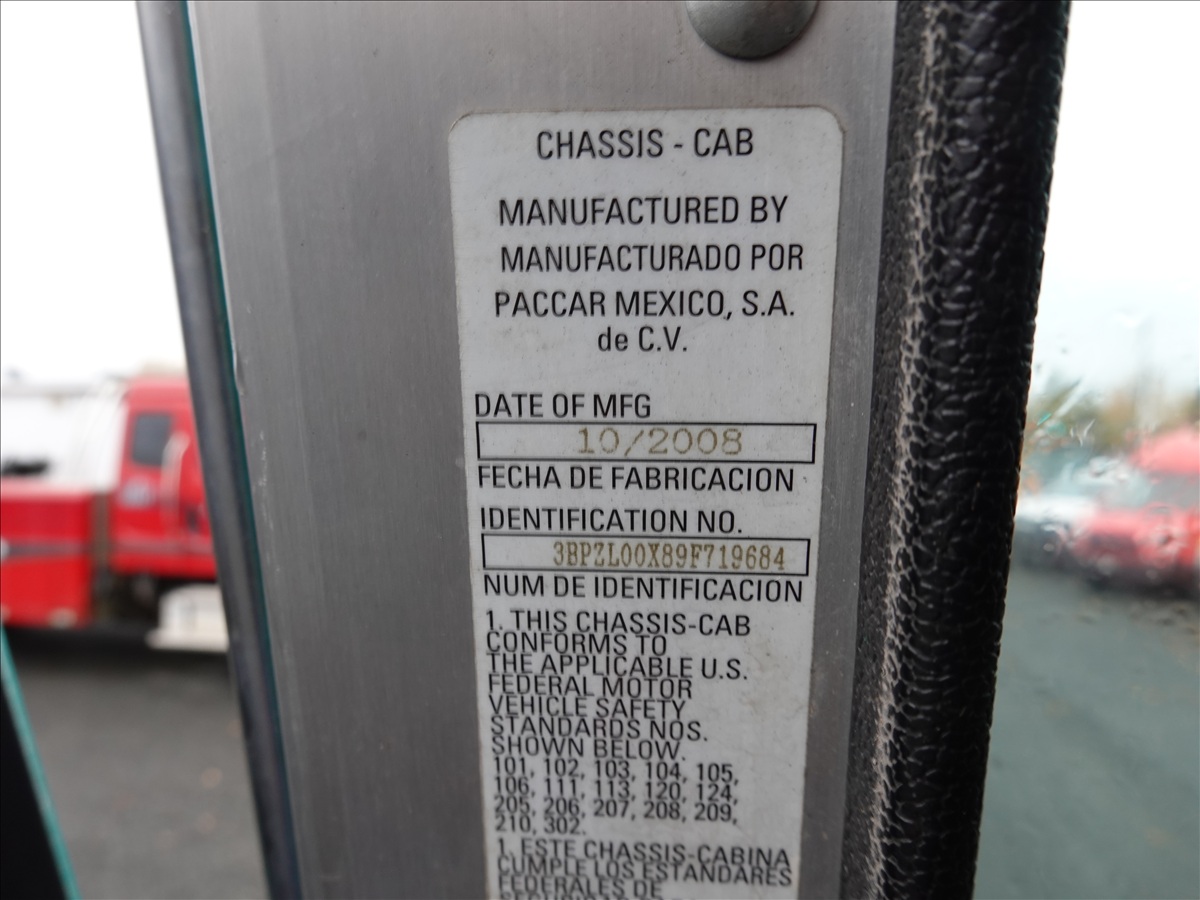 CHASSIS - CAB
MANUFACTURED BY
MANUFACTURADO POR
PACCAR MEXICO, S.A.
de C.V.
DATE OF MFG
10/2008
FECHA DE FABRICACION
IDENTIFICATION NO.
3BPZL00X89F719684
NUM DE IDENTIFICACION
1. THIS CHASSIS-CAB
CONFORMS TO
THE APPLICABLE U.S.
FEDERAL MOTOR
VEHICLE SAFETY
STANDARDS NOS.
SHOWN BELOW.
101, 102, 103, 104, 105,
106, 111, 113, 120, 124,
205, 206, 207, 208, 209,
210, 302.
1. ESTE CHASSIS-CABINA
CUMPLE LOS ESTANDARES
FEDERALES DE